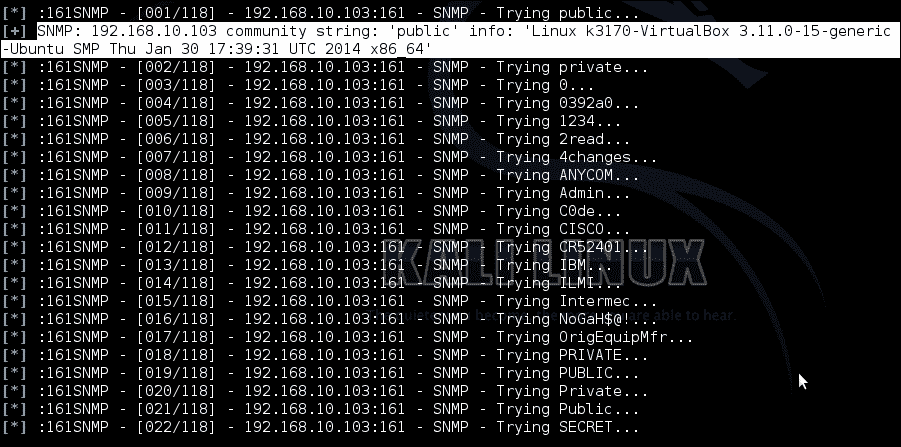 [*] :161SNMP - [001/118] - 192.168.10.103:161 - SNMP - Trying public...
[+] SNMP: 192.168.10.103 community string: 'public' info: 'Linux k3170-VirtualBox 3.11.0-15-generic
-Ubuntu SMP Thu Jan 30 17:39:31 UTC 2014 x86_64'
[*] :161SNMP - [002/118] - 192.168.10.103:161 - SNMP - Trying private...
[*] :161SNMP - [003/118] - 192.168.10.103:161 - SNMP - Trying 0...
[*] :161SNMP - [004/118] - 192.168.10.103:161 - SNMP - Trying 0392a0...
[*] :161SNMP - [005/118] - 192.168.10.103:161 - SNMP - Trying 1234...
[*] :161SNMP - [006/118] - 192.168.10.103:161 - SNMP - Trying 2read...
[*] :161SNMP - [007/118] - 192.168.10.103:161 - SNMP - Trying 4changes...
[*] :161SNMP - [008/118] - 192.168.10.103:161 - SNMP - Trying ANYCOM...
[*] :161SNMP - [009/118] - 192.168.10.103:161 - SNMP - Trying Admin...
[*] :161SNMP - [010/118] - 192.168.10.103:161 - SNMP - Trying C0de...
[*] :161SNMP - [011/118] - 192.168.10.103:161 - SNMP - Trying CISCO...
[*] :161SNMP - [012/118] - 192.168.10.103:161 - SNMP - Trying CR52401...
[*] :161SNMP - [013/118] - 192.168.10.103:161 - SNMP - Trying IBM...
[*] :161SNMP - [014/118] - 192.168.10.103:161 - SNMP - Trying ILMI...
[*] :161SNMP - [015/118] - 192.168.10.103:161 - SNMP - Trying Intermec...
[*] :161SNMP - [016/118] - 192.168.10.103:161 - SNMP - Trying NoGaH$@!...
[*] :161SNMP - [017/118] - 192.168.10.103:161 - SNMP - Trying OrigEquipMfr...
[*] :161SNMP - [018/118] - 192.168.10.103:161 - SNMP - Trying PRIVATE...
[*] :161SNMP - [019/118] - 192.168.10.103:161 - SNMP - Trying PUBLIC...
[*] :161SNMP - [020/118] - 192.168.10.103:161 - SNMP - Trying Private...
[*] :161SNMP - [021/118] - 192.168.10.103:161 - SNMP - Trying Public...
[*] :161SNMP - [022/118] - 192.168.10.103:161 - SNMP - Trying SECRET...
KALI LINUX
able to hear.